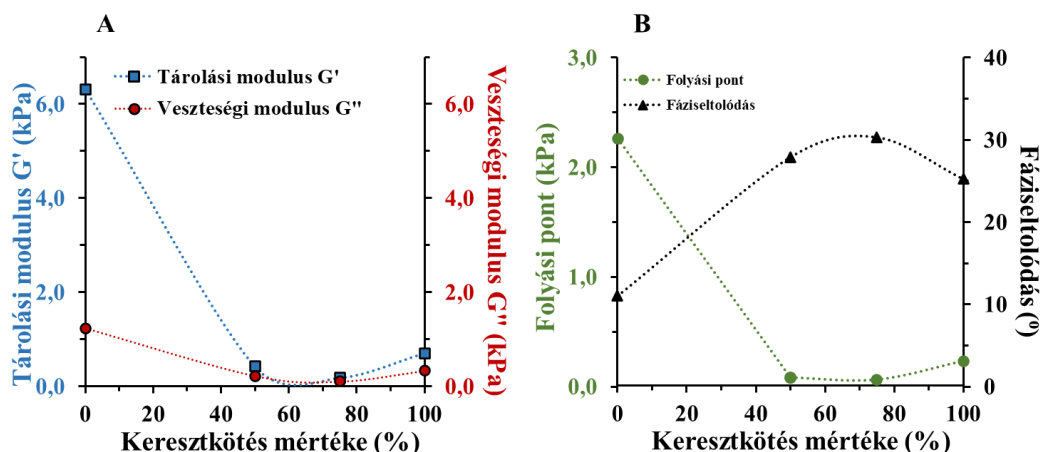 A
Tárolási modulus G'
Veszteségi modulus G"
Tárolási modulus G' (kPa)
6,0
4,0
2,0
0,0
0 20 40 60 80 100
Keresztkötés mértéke (%)
6,0
4,0
2,0
0,0
Veszteségi modulus G" (kPa)
B
Folyási pont
Fáziseltolódás
Folyási pont (kPa)
3,0
2,0
1,0
0,0
0 20 40 60 80 100
Keresztkötés mértéke (%)
40
30
20
10
0
Fáziseltolódás (⁰)